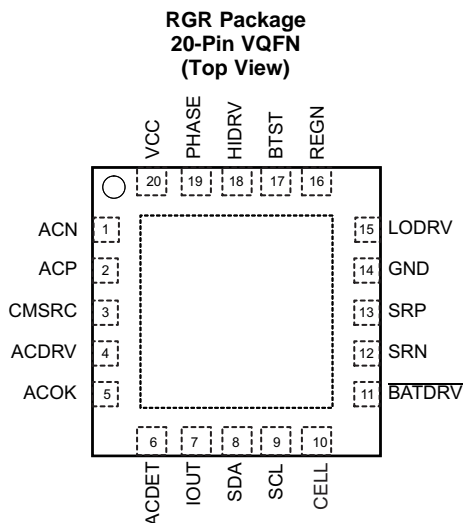 RGR Package
20-Pin VQFN
(Top View)
VCC
PHASE
HIDRV
BTST
REGN
20
19
18
17
16
ACN 1
15 LODRV
ACP 2
14 GND
CMSRC 3
13 SRP
ACDRV 4
12 SRN
ACOK 5
11 BATDRV
6
7
8
9
10
ACDET
IOUT
SDA
SCL
CELL